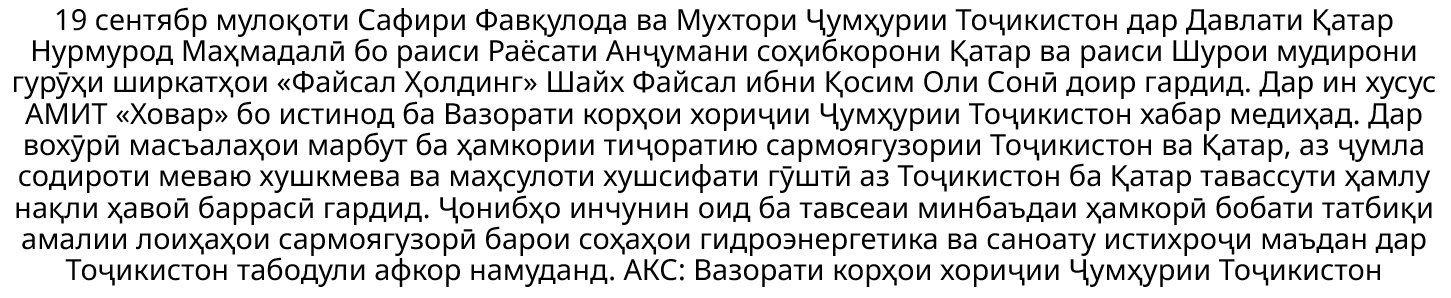 19 сентябр мулоқоти Сафири Фавқулода ва Мухтори Ҷумҳурии Тоҷикистон дар Давлати Қатар
Нурмурод Маҳмадалӣ бо раиси Раёсати Анҷумани соҳибкорони Қатар ва раиси Шурои мудирони
гурӯҳи ширкатҳои «Файсал Ҳолдинг» Шайх Файсал ибни Қосим Оли Сонӣ доир гардид. Дар ин хусус
АМИТ «Ховар» бо истинод ба Вазорати корҳои хориҷии Ҷумҳурии Тоҷикистон хабар медиҳад. Дар
вохӯрӣ масъалаҳои марбут ба ҳамкории тиҷоратию сармоягузории Тоҷикистон ва Қатар, аз ҷумла
содироти меваю хушкмева ва маҳсулоти хушсифати гӯштӣ аз Тоҷикистон ба Қатар тавассути ҳамлу
нақли ҳавоӣ баррасӣ гардид. Ҷонибҳо инчунин оид ба тавсеаи минбаъдаи ҳамкорӣ бобати татбиқи
амалии лоиҳаҳои сармоягузорӣ барои соҳаҳои гидроэнергетика ва саноату истихроҷи маъдан дар
Тоҷикистон табодули афкор намуданд. АКС: Вазорати корҳои хориҷии Ҷумҳурии Тоҷикистон